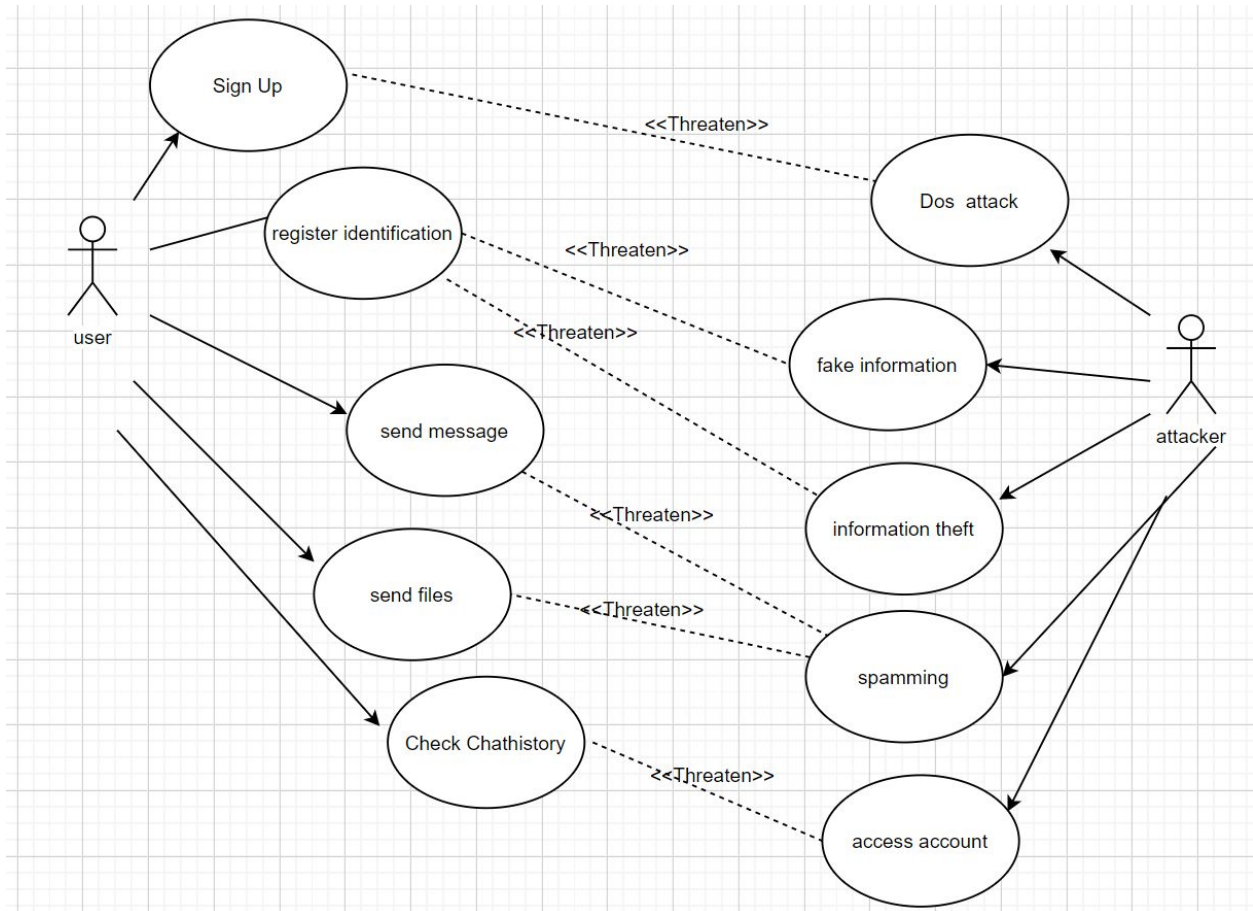 Sign Up
<<Threaten>>
Dos attack
register identification
<<Threaten>>
<<Threaten>>
user
fake information
send message
attacker
<<Threaten>>
information theft
send files
<<Threaten>>
spamming
Check Chathistory
<<Threaten>>
access account